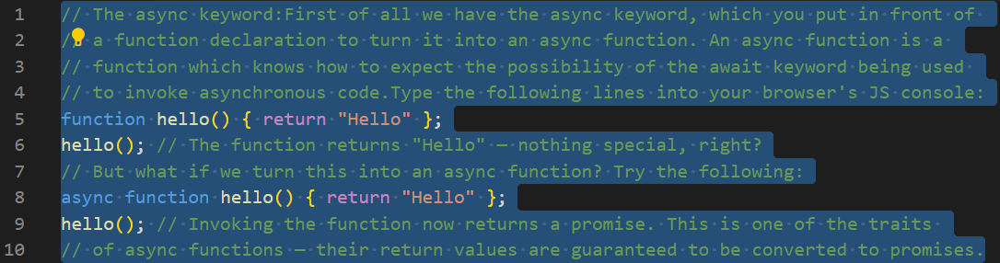 1 // The async keyword:First of all we have the async keyword, which you put in front of
2 // a function declaration to turn it into an async function. An async function is a
3 // function which knows how to expect the possibility of the await keyword being used
4 // to invoke asynchronous code.Type the following lines into your browser's JS console:
5 function hello() { return "Hello" };
6 hello(); // The function returns "Hello" — nothing special, right?
7 // But what if we turn this into an async function? Try the following:
8 async function hello() { return "Hello" };
9 hello(); // Invoking the function now returns a promise. This is one of the traits
10 // of async functions — their return values are guaranteed to be converted to promises.